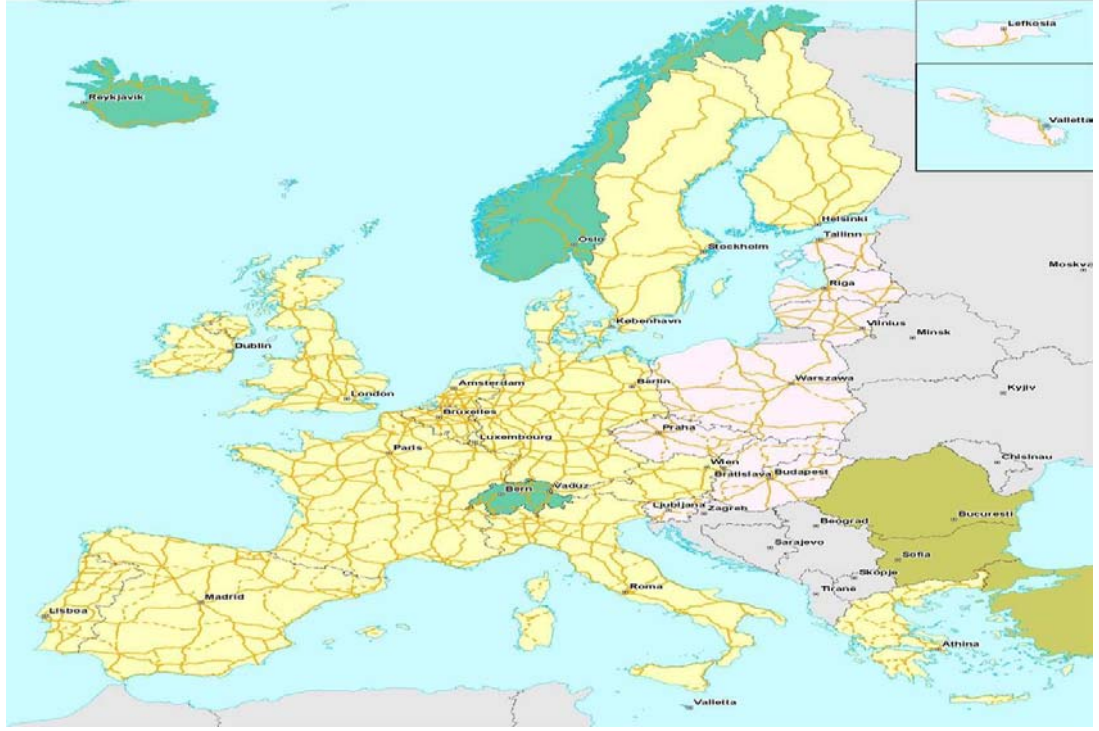 Lefkosia
Reykjavik
Valletta
Helsinki
Tallinn
Oslo
Stockholm
Moskva
Riga
København
Vilnius
Minsk
Dublin
Amsterdam
Berlin
Warszawa
Kyjiv
London
Bruxelles
Praha
Luxembourg
Paris
Chisinau
Wien
Bratislava
Budapest
Vaduz
Bern
Ljubljana
Zagreb
Bucuresti
Beograd
Sarajevo
Sofia
Skopje
Roma
Tirane
Madrid
Lisboa
Athina
Valletta